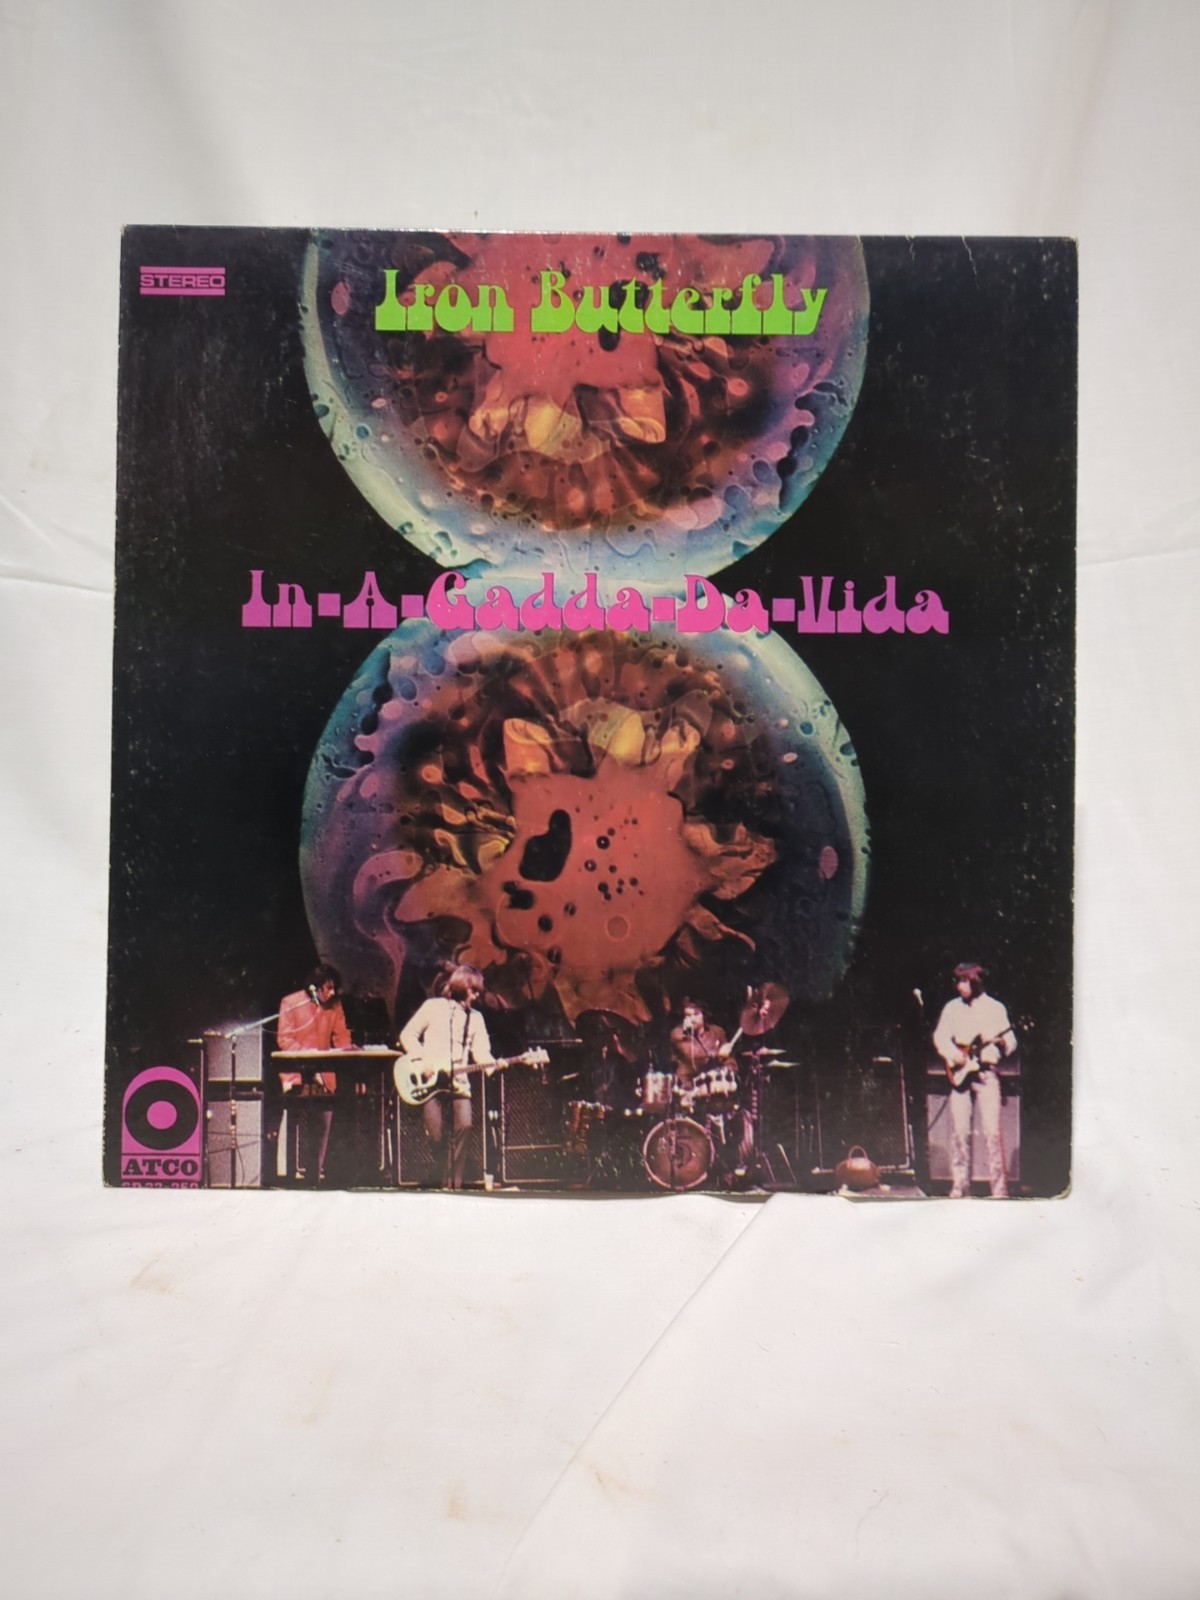 STEREO
Iron Butterfly
In-A-Gadda-Da-Vida
ATCO